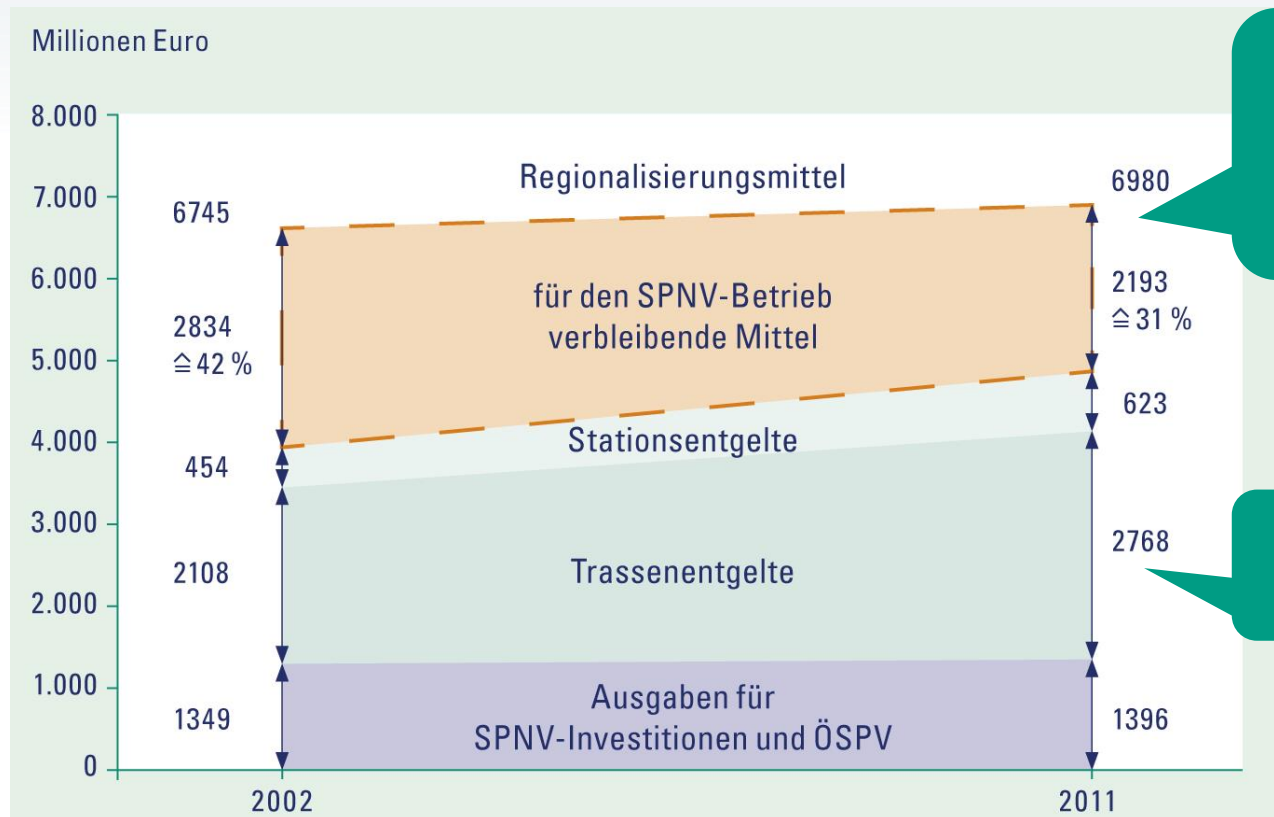 Millionen Euro
8.000
7.000
6.000
5.000
4.000
3.000
2.000
1.000
0
6745
2834
≙ 42 %
454
2108
1349
Regionalisierungsmittel
für den SPNV-Betrieb
verbleibende Mittel
Stationsentgelte
Trassenentgelte
Ausgaben für
SPNV-Investitionen und ÖSPV
6980
2193
≙ 31 %
623
2768
1396
2002
2011